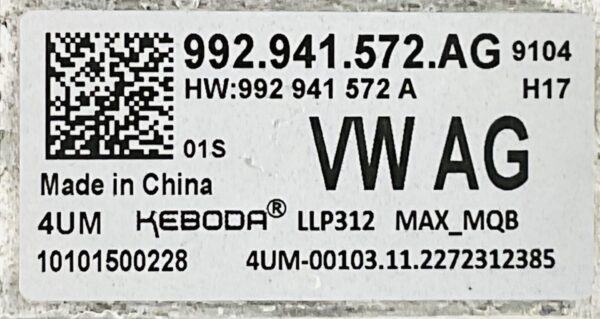 992.941.572.AG 9104
HW:992 941 572 A H17
01S VW AG
Made in China
4UM KEBODA® LLP312 MAX_MQB
10101500228 4UM-00103.11.2272312385